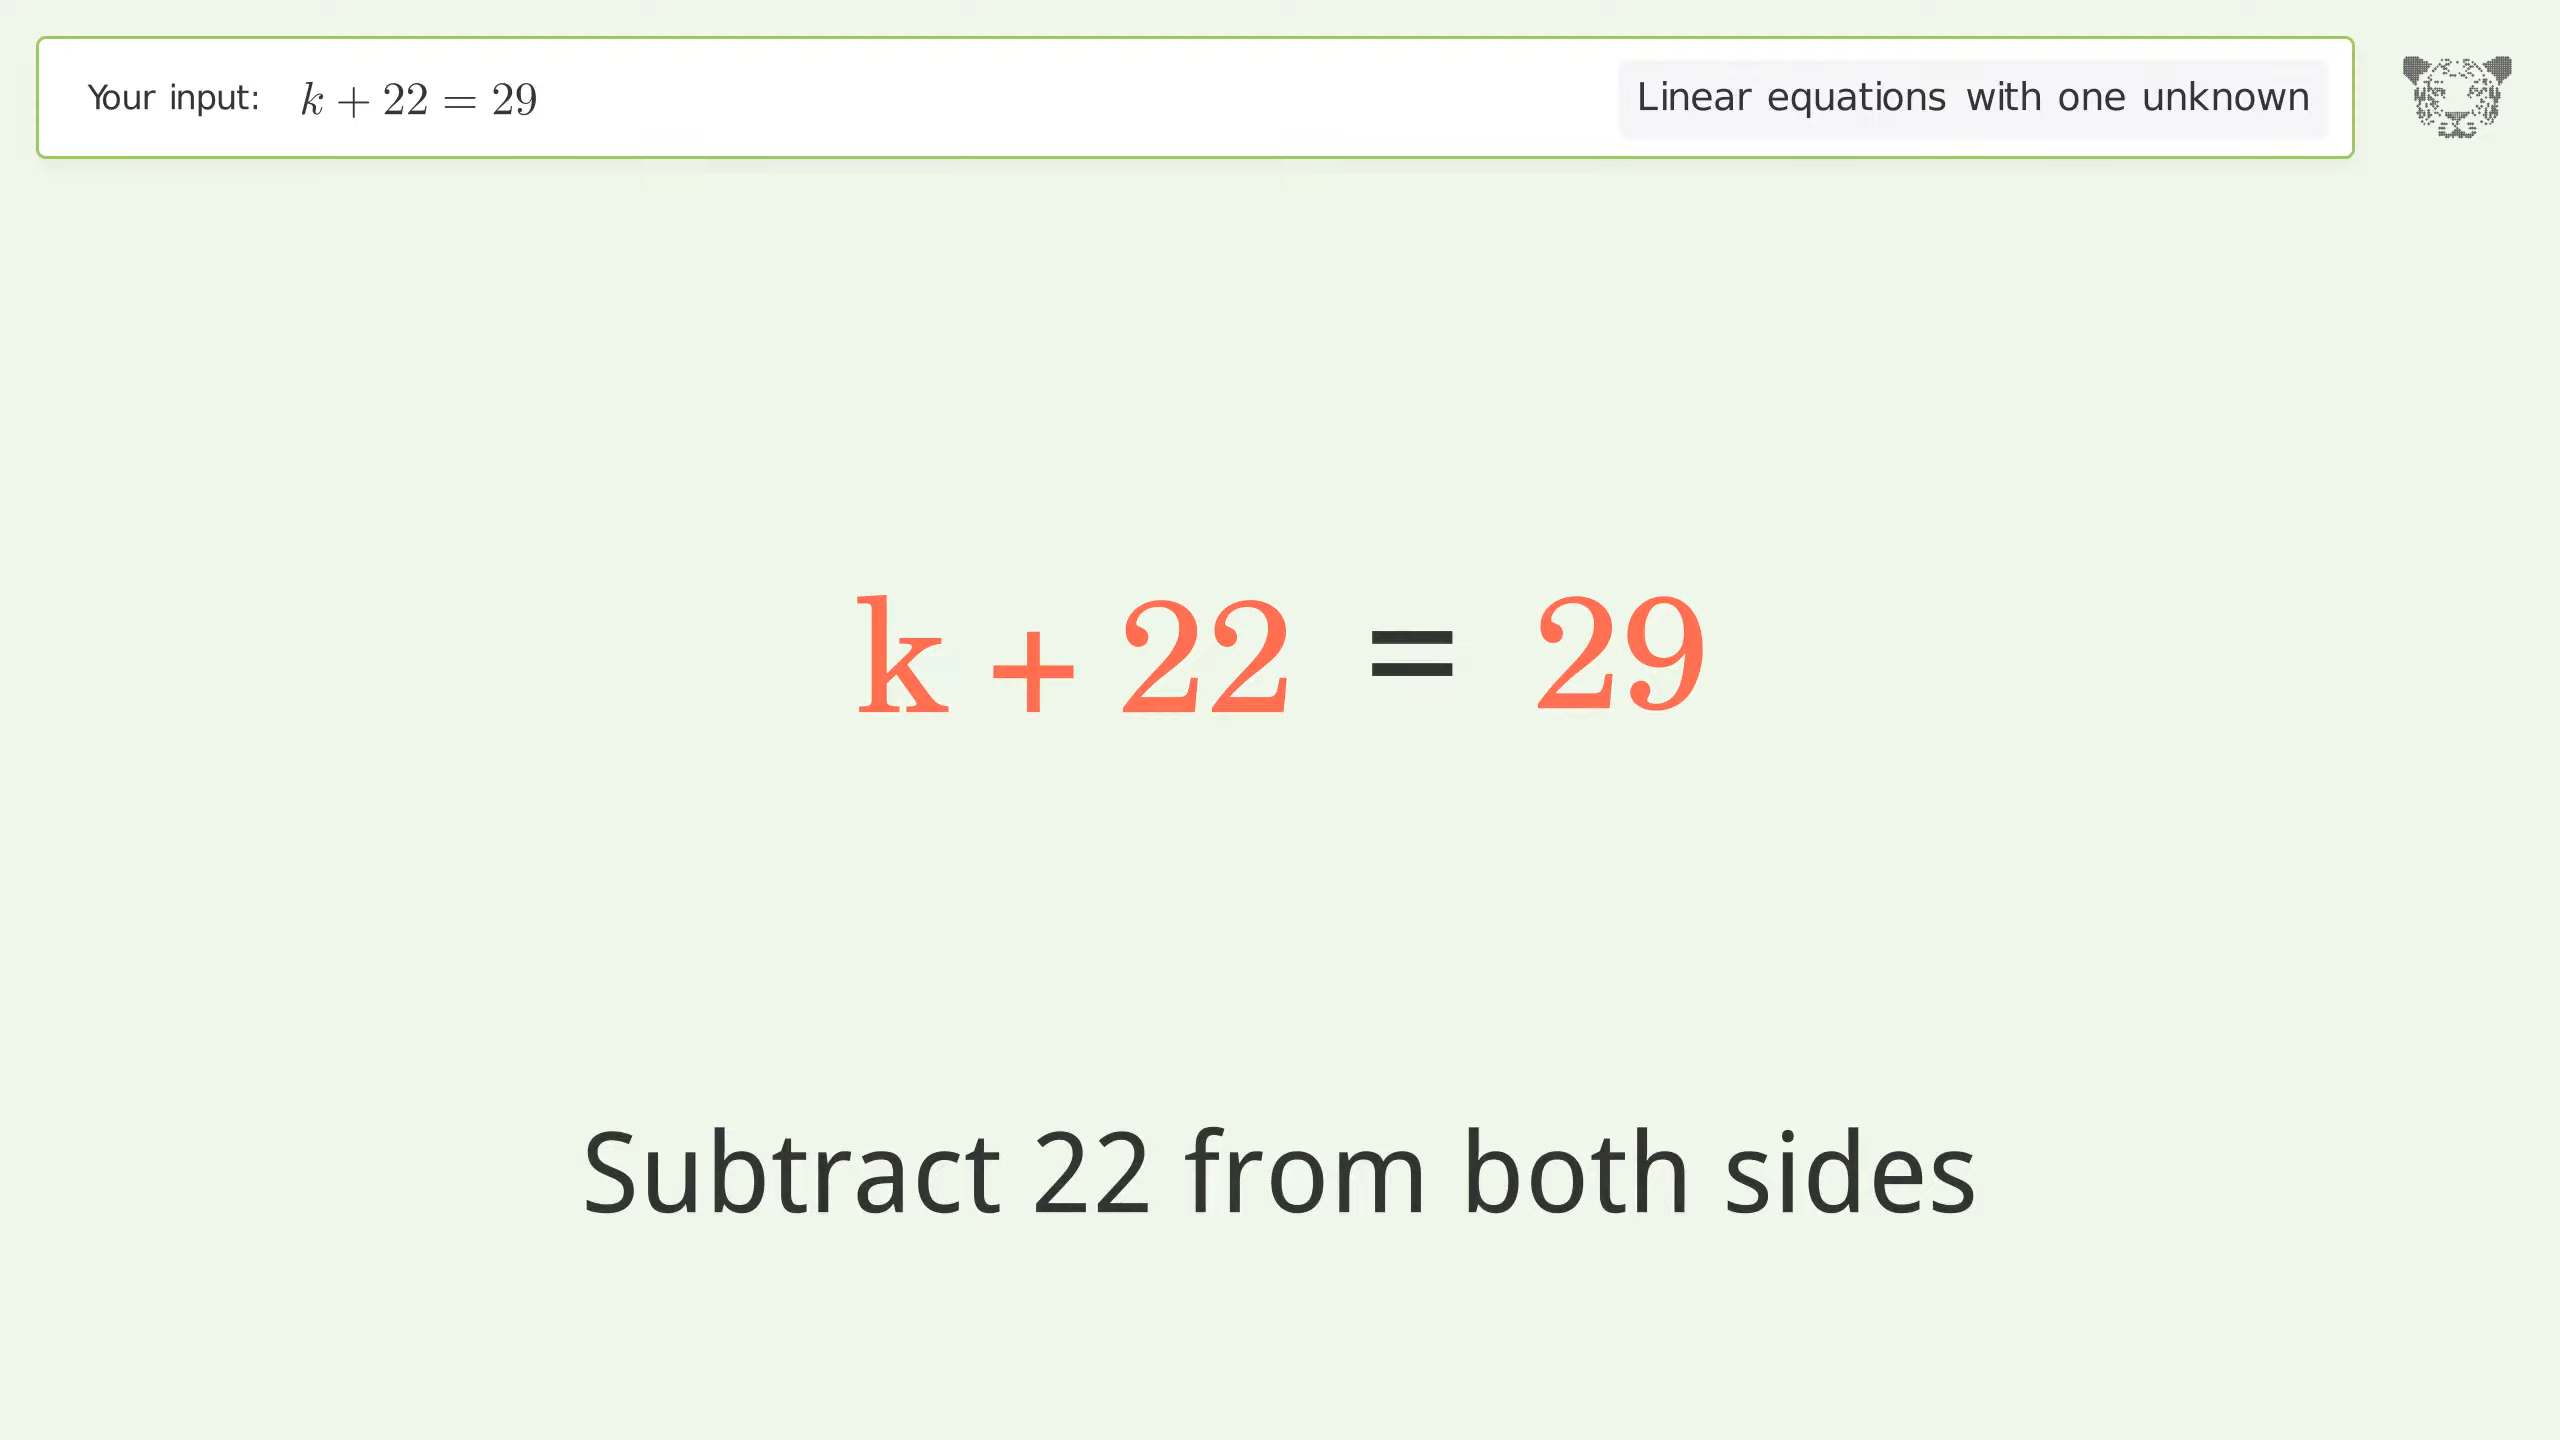 Your input: k + 22 = 29
Linear equations with one unknown
k + 22 = 29
Subtract 22 from both sides